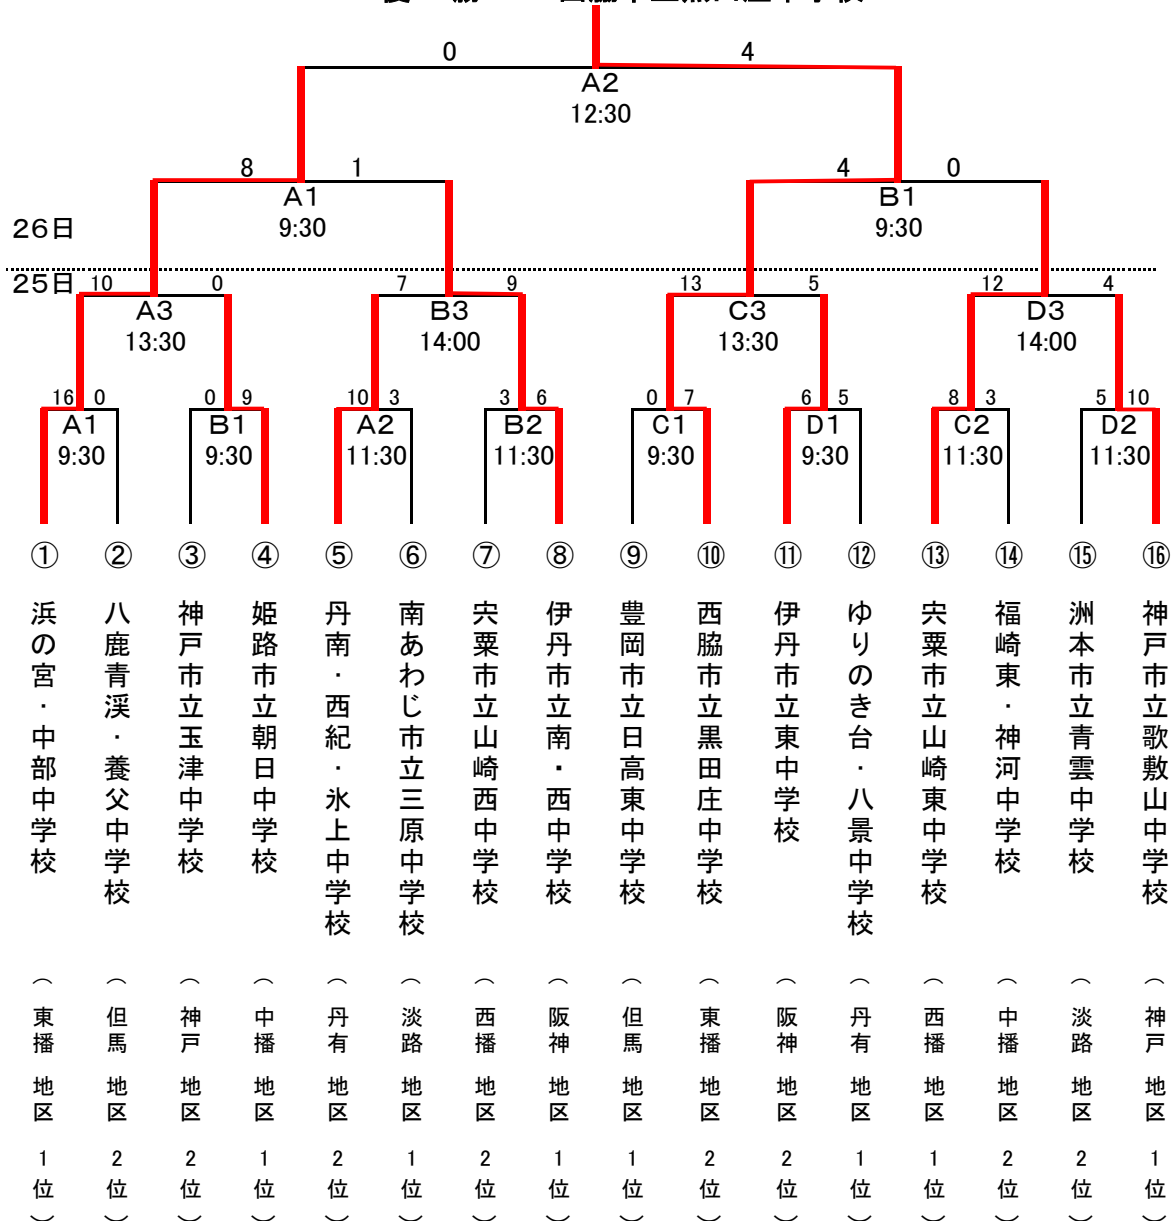 0 4
A2
12:30
8 1 4 0
A1 B1
26日 9:30 9:30
25日 10 0 7 9 13 5 12 4
A3 B3 C3 D3
13:30 14:00 13:30 14:00
16 0 0 9 10 3 3 6 0 7 6 5 8 3 5 10
A1 B1 A2 B2 C1 D1 C2 D2
9:30 9:30 11:30 11:30 9:30 9:30 11:30 11:30
① ② ③ ④ ⑤ ⑥ ⑦ ⑧ ⑨ ⑩ ⑪ ⑫ ⑬ ⑭ ⑮ ⑯
浜の宮・中部中学校
八鹿青渓・養父中学校
神戸市立玉津中学校
姫路市立朝日中学校
丹南・西紀・氷上中学校
南あわじ市立三原中学校
宍粟市立山崎西中学校
伊丹市立南・西中学校
豊岡市立日高東中学校
西脇市立黒田庄中学校
伊丹市立東中学校
ゆりのき台・八景中学校
宍粟市立山崎東中学校
福崎東・神河中学校
洲本市立青雲中学校
神戸市立歌敷山中学校
（東播地区1位）
（但馬地区2位）
（神戸地区2位）
（中播地区1位）
（丹有地区2位）
（淡路地区1位）
（西播地区2位）
（阪神地区1位）
（但馬地区1位）
（東播地区2位）
（阪神地区2位）
（丹有地区1位）
（西播地区1位）
（中播地区2位）
（淡路地区2位）
（神戸地区1位）